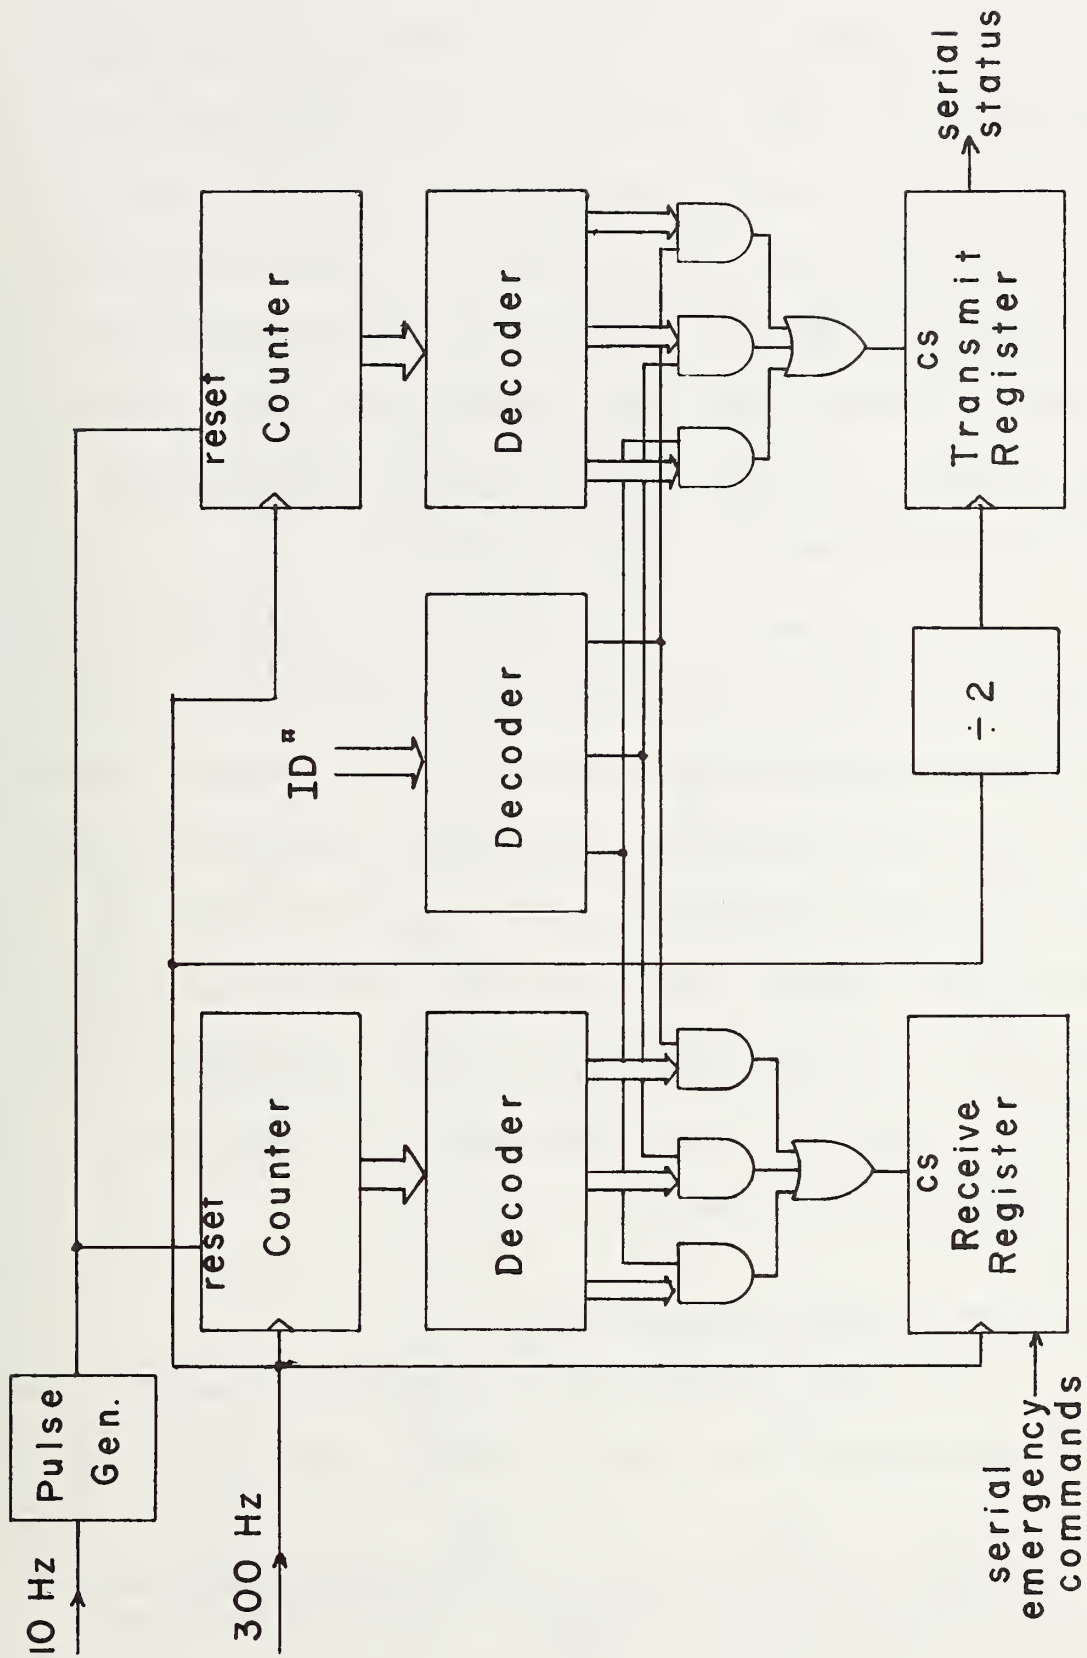 10 Hz
Pulse
Gen.
300 Hz
reset
Counter
reset
Counter
ID#
Decoder
Decoder
Decoder
÷2
cs
Receive
Register
cs
Transmit
Register
serial
emergency
commands
serial
status